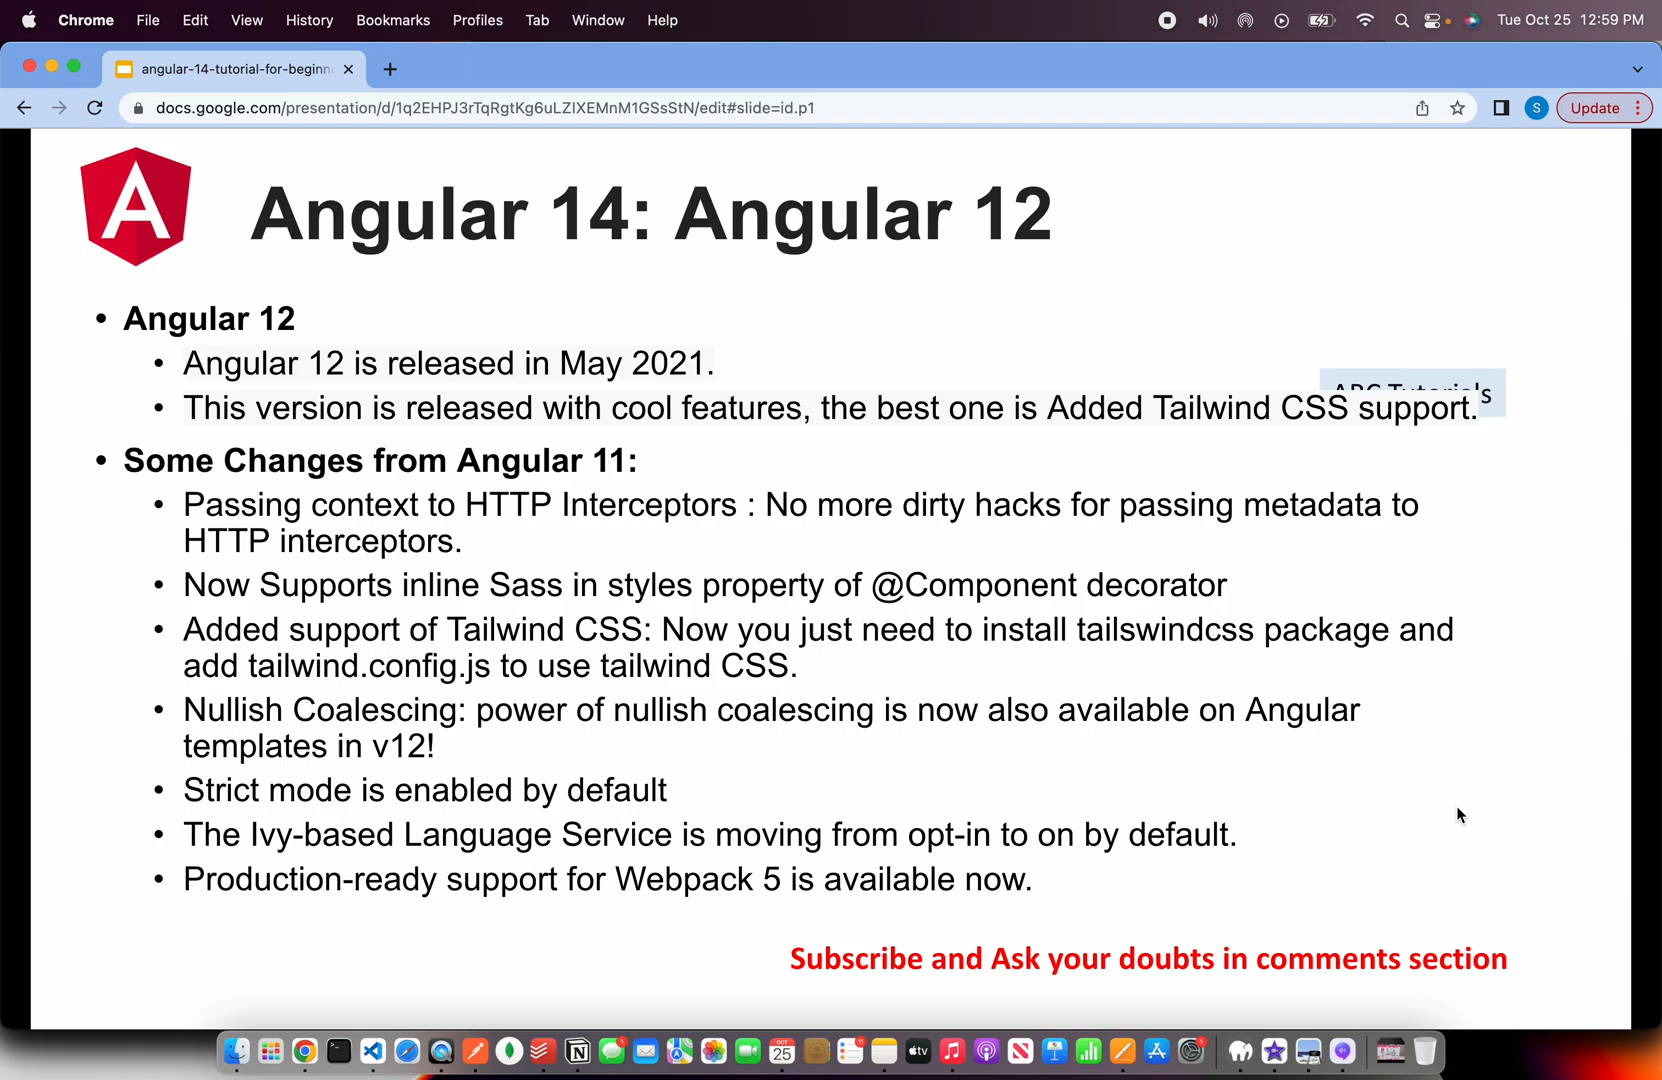 Chrome File Edit View History Bookmarks Profiles Tab Window Help Tue Oct 25 12:59 PM
angular-14-tutorial-for-beginn
docs.google.com/presentation/d/1q2EHPJ3rTqRgtKg6uLZIXEMnM1GSsStN/edit#slide=id.p1 S Update
A
Angular 14: Angular 12
• Angular 12
• Angular 12 is released in May 2021.
ABC Tutorials
• This version is released with cool features, the best one is Added Tailwind CSS support.
• Some Changes from Angular 11:
• Passing context to HTTP Interceptors : No more dirty hacks for passing metadata to
HTTP interceptors.
• Now Supports inline Sass in styles property of @Component decorator
• Added support of Tailwind CSS: Now you just need to install tailswindcss package and
add tailwind.config.js to use tailwind CSS.
• Nullish Coalescing: power of nullish coalescing is now also available on Angular
templates in v12!
• Strict mode is enabled by default
• The Ivy-based Language Service is moving from opt-in to on by default.
• Production-ready support for Webpack 5 is available now.
Subscribe and Ask your doubts in comments section
OCT
25
tv